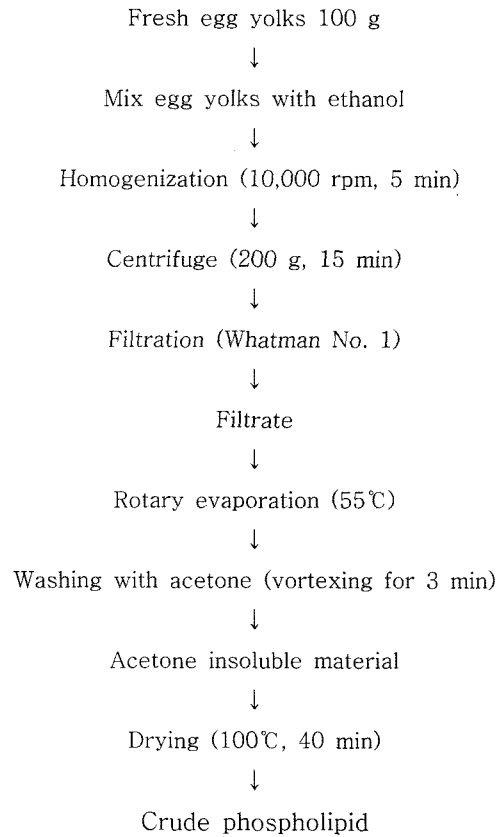 Fresh egg yolks 100 g
↓
Mix egg yolks with ethanol
↓
Homogenization (10,000 rpm, 5 min)
↓
Centrifuge (200 g, 15 min)
↓
Filtration (Whatman No. 1)
↓
Filtrate
↓
Rotary evaporation (55℃)
↓
Washing with acetone (vortexing for 3 min)
↓
Acetone insoluble material
↓
Drying (100℃, 40 min)
↓
Crude phospholipid